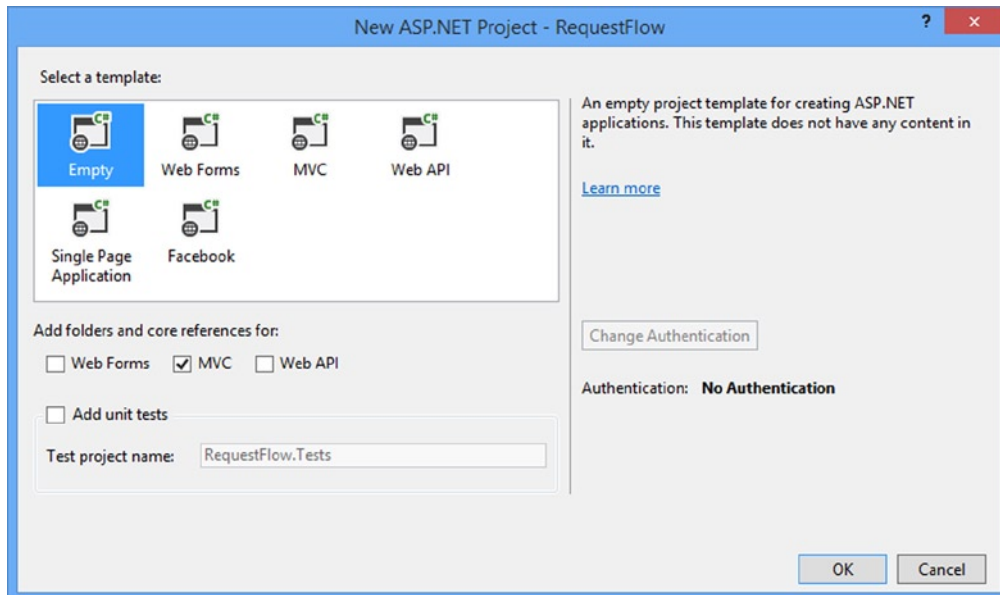 New ASP.NET Project - RequestFlow
?
×
Select a template:
C#
C#
C#
C#
Empty
Web Forms
MVC
Web API
C#
C#
Single Page
Application
Facebook
An empty project template for creating ASP.NET
applications. This template does not have any content in
it.
Learn more
Add folders and core references for:
Web Forms
MVC
Web API
Add unit tests
Test project name:
RequestFlow.Tests
Change Authentication
Authentication: No Authentication
OK
Cancel